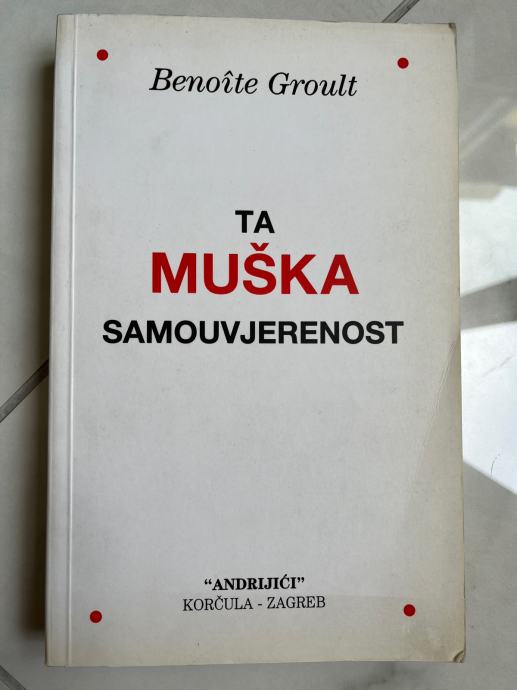 Benoîte Groult
TA
MUŠKA
SAMOUVJERENOST
“ANDRIJIĆI”
KORČULA - ZAGREB